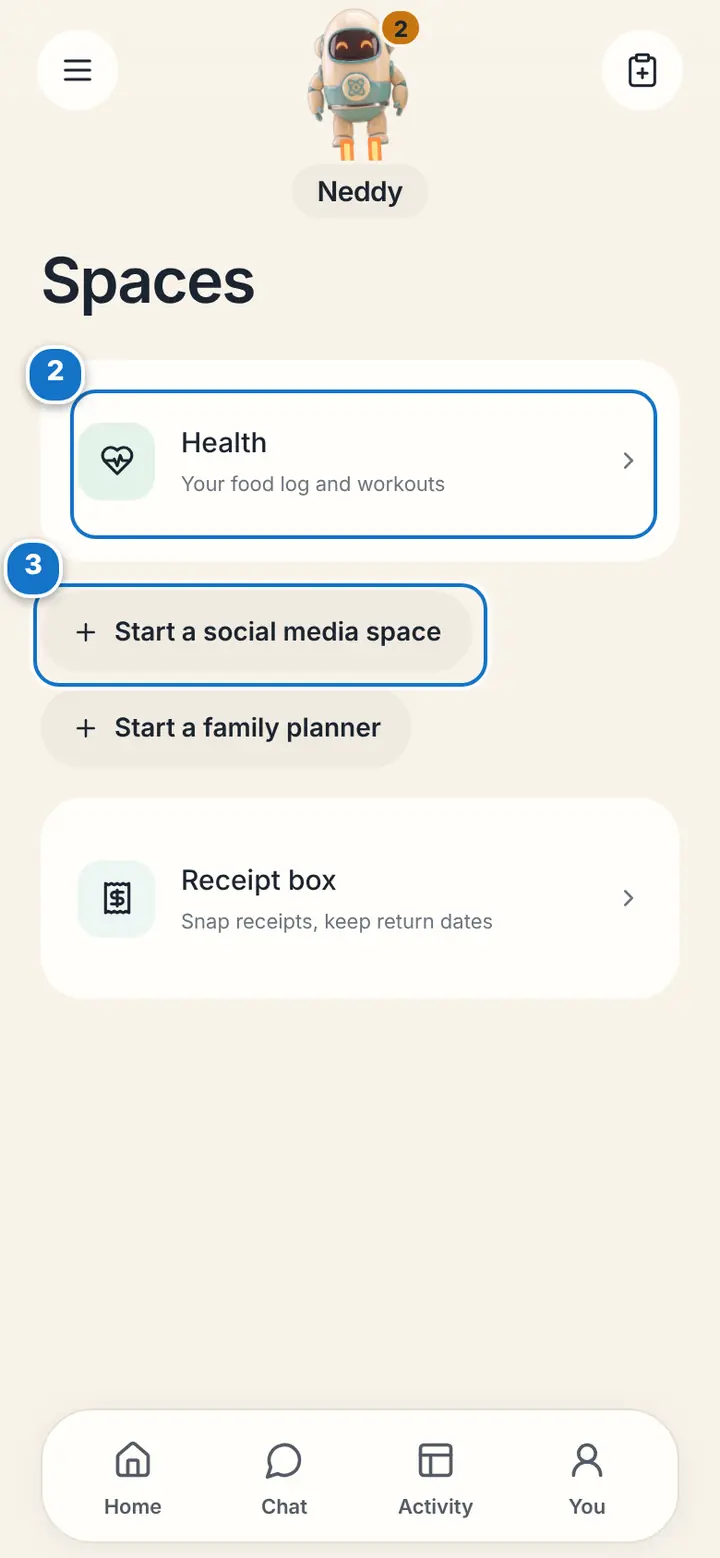 2
Neddy
Spaces
2
Health
Your food log and workouts
3
+ Start a social media space
+ Start a family planner
Receipt box
Snap receipts, keep return dates
Home
Chat
Activity
You